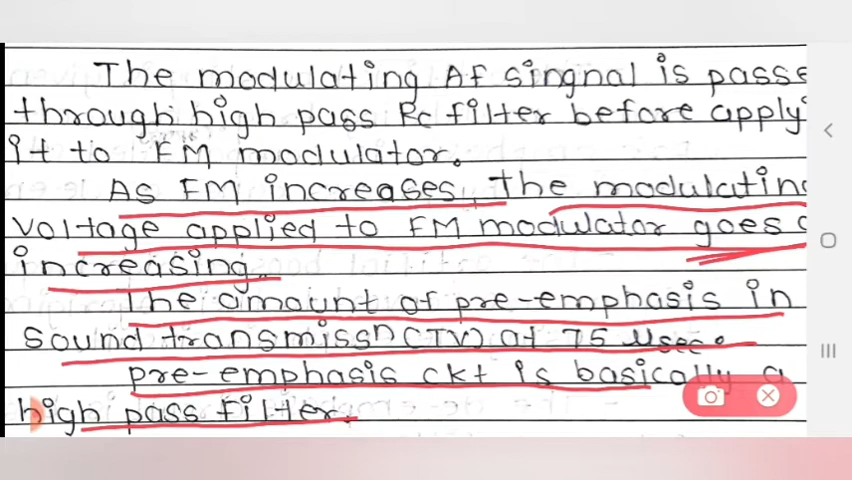 The modulating AF singnal is passe
through high pass Rc filter before apply
it to FM modulator.
As FM increases, the modulating
voltage applied to FM modulator goes o
increasing.
The amount of pre-emphasis in
sound transmissn (TV) at 75 usec.
pre-emphasis ckt is basically a
high pass filter.